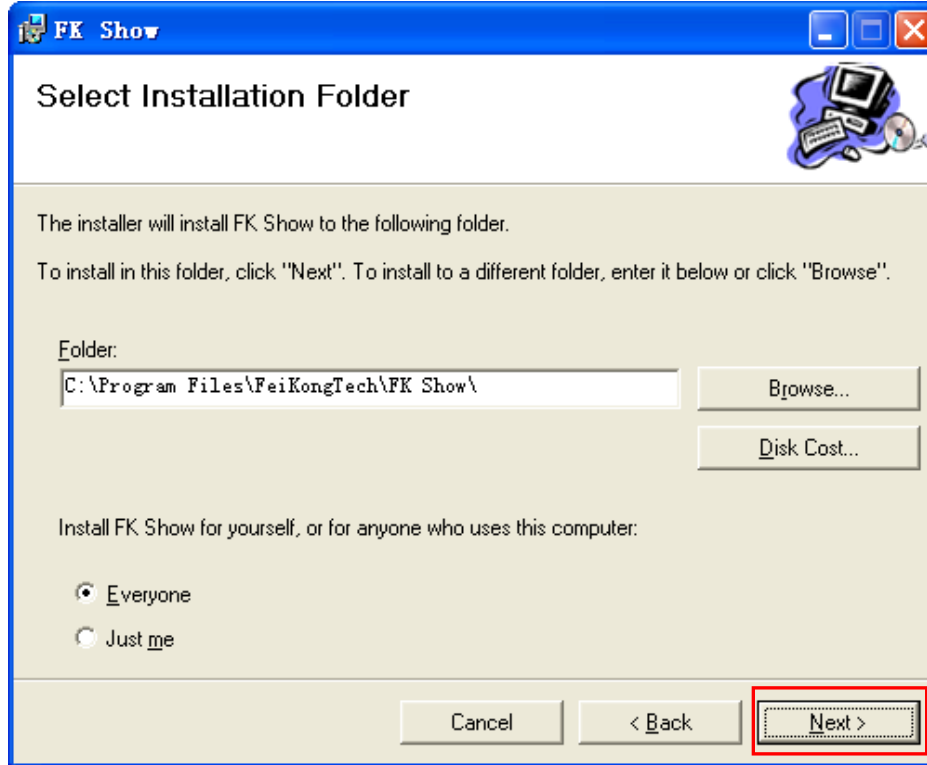 FK Show
Select Installation Folder
The installer will install FK Show to the following folder.
To install in this folder, click "Next". To install to a different folder, enter it below or click "Browse".
Folder:
C:\Program Files\FeiKongTech\FK Show\
Browse...
Disk Cost...
Install FK Show for yourself, or for anyone who uses this computer:
Everyone
Just me
Cancel
< Back
Next >